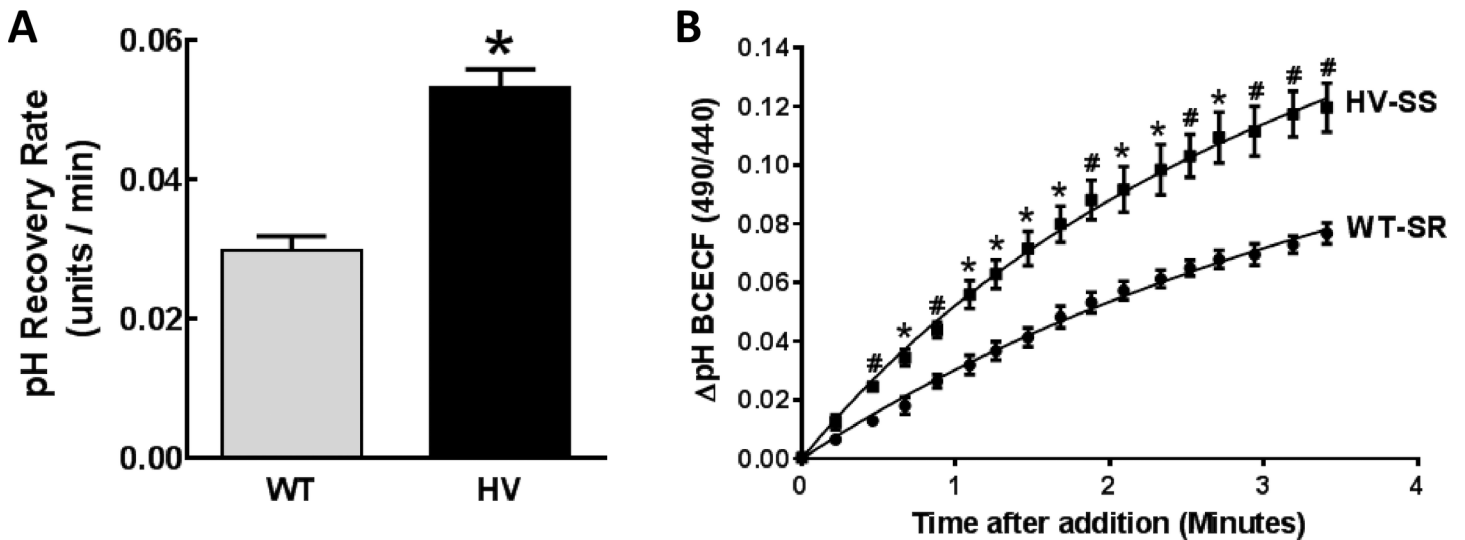 A
pH Recovery Rate
(units / min)
0.06
0.04
0.02
0.00
*
WT
HV
B
ΔpH BCECF (490/440)
0.14
0.12
0.10
0.08
0.06
0.04
0.02
0.00
# * # * * * * # * * # * # # #
HV-SS
WT-SR
0
1
2
3
4
Time after addition (Minutes)